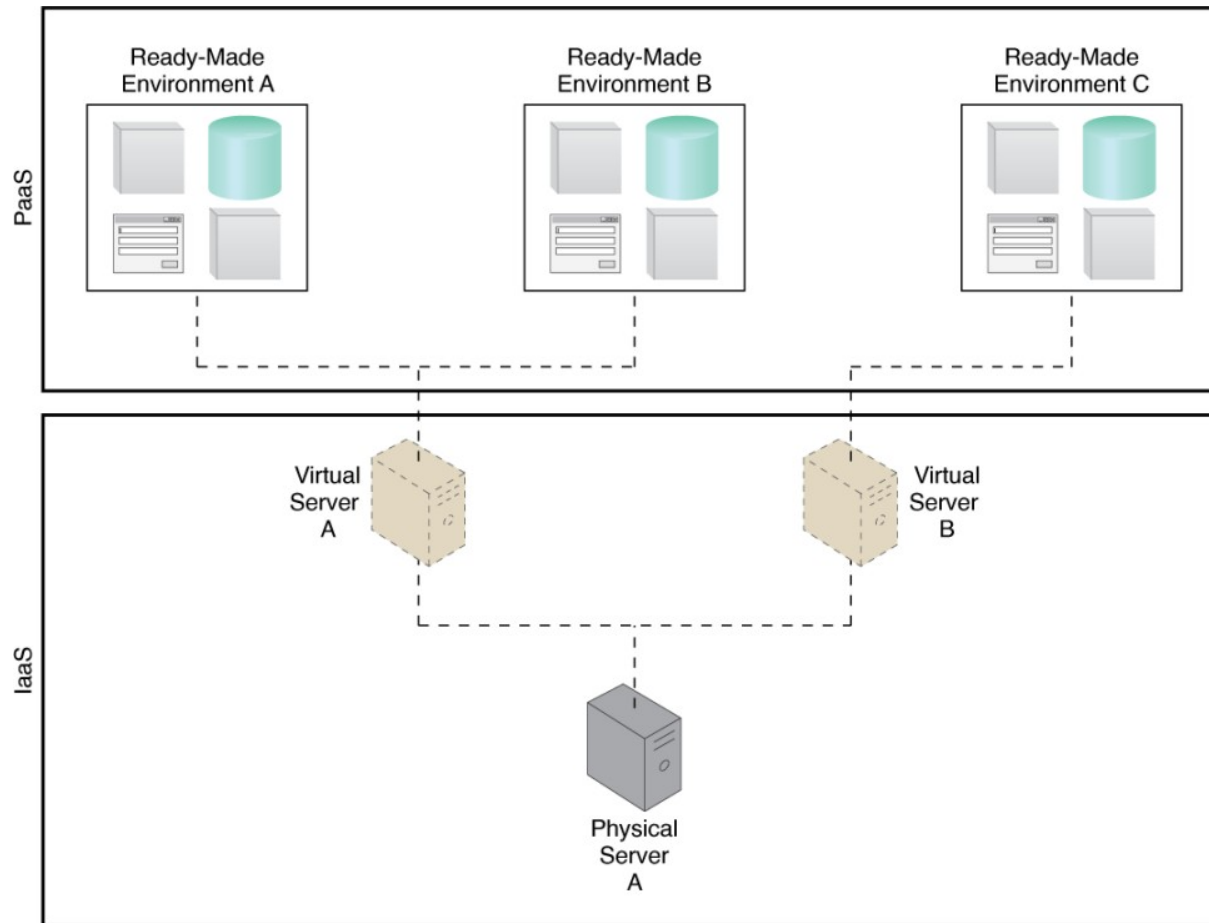 Ready-Made
Environment A
Ready-Made
Environment B
Ready-Made
Environment C
PaaS
Virtual
Server
A
Virtual
Server
B
IaaS
Physical
Server
A